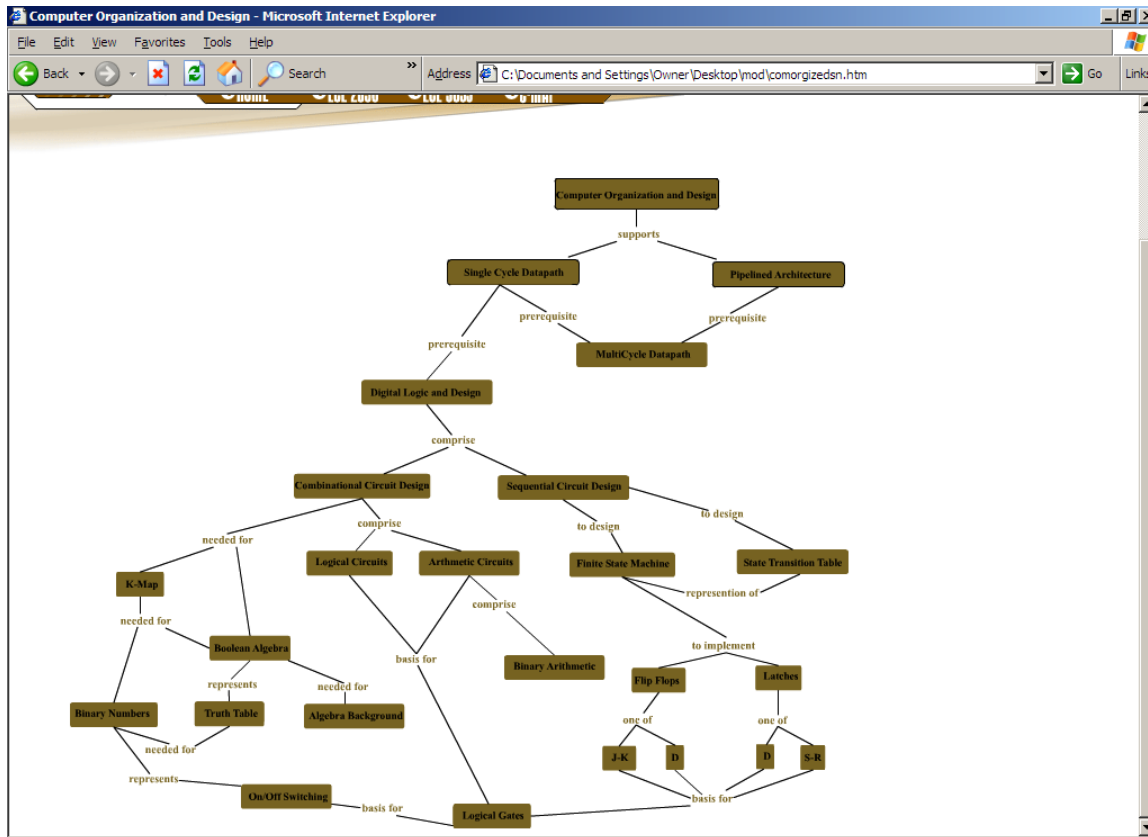 Computer Organization and Design - Microsoft Internet Explorer
File Edit View Favorites Tools Help
Back Search » Address C:\Documents and Settings\Owner\Desktop\mod\comorgizedsn.htm Go Links
Computer Organization and Design
supports
Single Cycle Datapath Pipelined Architecture
prerequisite prerequisite
prerequisite
MultiCycle Datapath
Digital Logic and Design
comprise
Combinational Circuit Design Sequential Circuit Design
to design
comprise to design
needed for
Logical Circuits Arthmetic Circuits Finite State Machine State Transition Table
K-Map
represention of
comprise
needed for
Boolean Algebra to implement
basis for Binary Arithmetic
Flip Flops Latches
represents needed for
Binary Numbers Truth Table Algebra Background
one of one of
needed for
J-K D D S-R
represents
On/Off Switching basis for
basis for Logical Gates